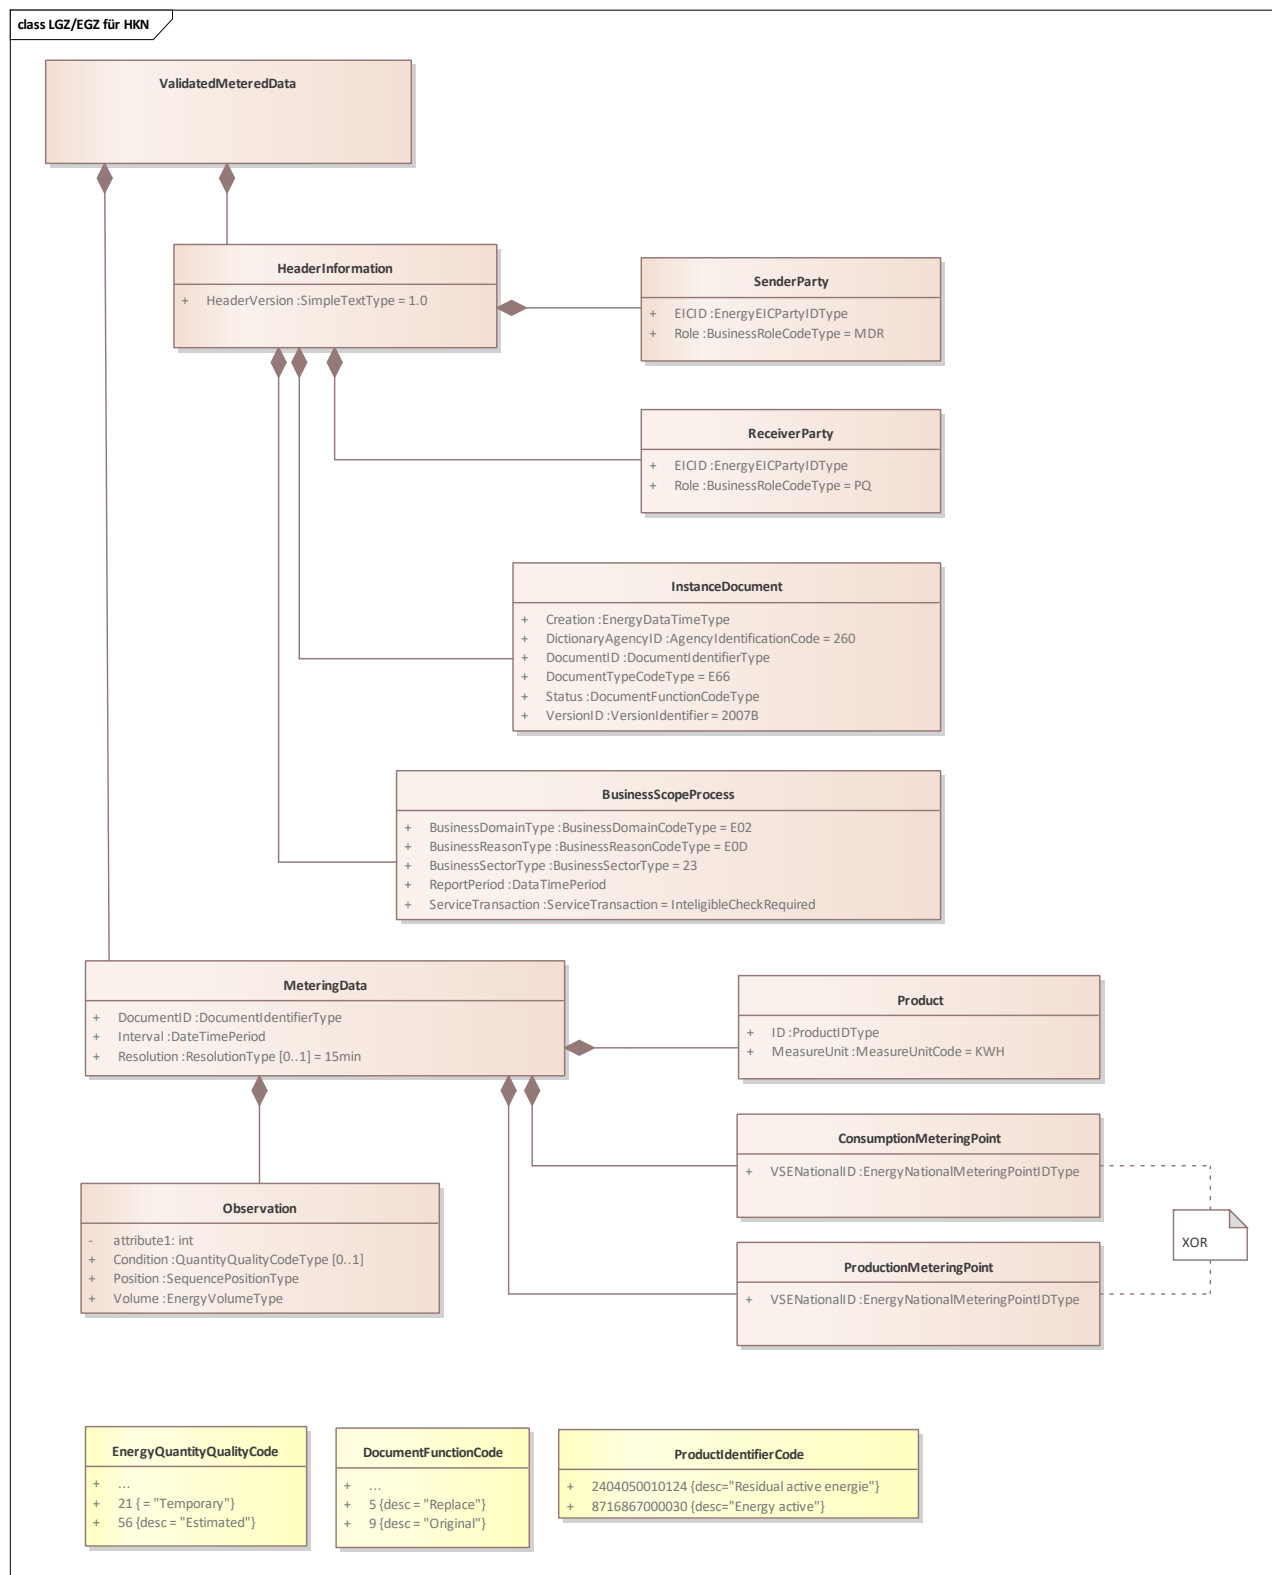 class LGZ/EGZ für HKN
ValidatedMeteredData
HeaderInformation
+ HeaderVersion :SimpleTextType = 1.0
SenderParty
+ EICID :EnergyEICPartyIDType
+ Role :BusinessRoleCodeType = MDR
ReceiverParty
+ EICID :EnergyEICPartyIDType
+ Role :BusinessRoleCodeType = PQ
InstanceDocument
+ Creation :EnergyDataTimeType
+ DictionaryAgencyID :AgencyIdentificationCode = 260
+ DocumentID :DocumentIdentifierType
+ DocumentTypeCodeType = E66
+ Status :DocumentFunctionCodeType
+ VersionID :VersionIdentifier = 2007B
BusinessScopeProcess
+ BusinessDomainType :BusinessDomainCodeType = E02
+ BusinessReasonType :BusinessReasonCodeType = E0D
+ BusinessSectorType :BusinessSectorType = 23
+ ReportPeriod :DataTimePeriod
+ ServiceTransaction :ServiceTransaction = InteligibleCheckRequired
MeteringData
+ DocumentID :DocumentIdentifierType
+ Interval :DateTimePeriod
+ Resolution :ResolutionType [0..1] = 15min
Product
+ ID :ProductIDType
+ MeasureUnit :MeasureUnitCode = KWH
ConsumptionMeteringPoint
+ VSENationalID :EnergyNationalMeteringPointIDType
Observation
- attribute1: int
+ Condition :QuantityQualityCodeType [0..1]
+ Position :SequencePositionType
+ Volume :EnergyVolumeType
XOR
ProductionMeteringPoint
+ VSENationalID :EnergyNationalMeteringPointIDType
EnergyQuantityQualityCode
+ ...
+ 21 { = "Temporary"}
+ 56 {desc = "Estimated"}
DocumentFunctionCode
+ ...
+ 5 {desc = "Replace"}
+ 9 {desc = "Original"}
ProductIdentifierCode
+ 2404050010124 {desc="Residual active energie"}
+ 8716867000030 {desc="Energy active"}